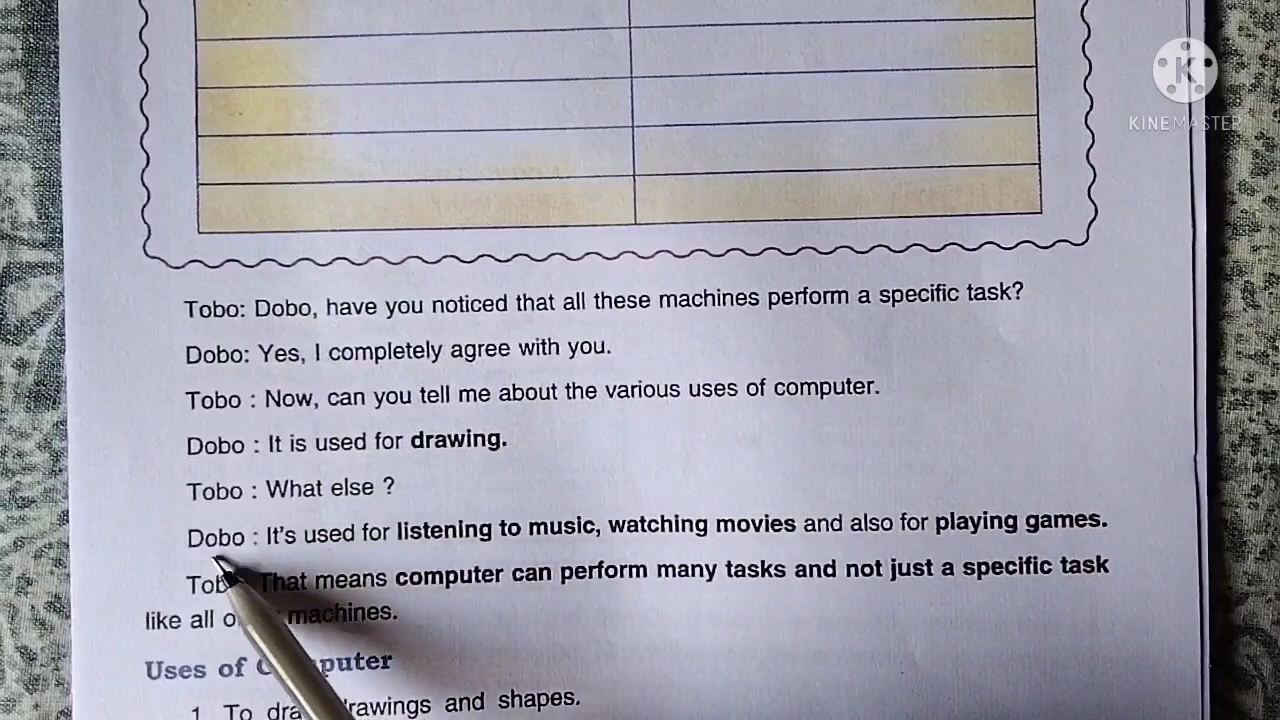 K
KINEMASTER
Tobo: Dobo, have you noticed that all these machines perform a specific task?
Dobo: Yes, I completely agree with you.
Tobo : Now, can you tell me about the various uses of computer.
Dobo : It is used for drawing.
Tobo : What else ?
Dobo : It's used for listening to music, watching movies and also for playing games.
That means computer can perform many tasks and not just a specific task
like all machines.
Uses of
1. To drawings and shapes.